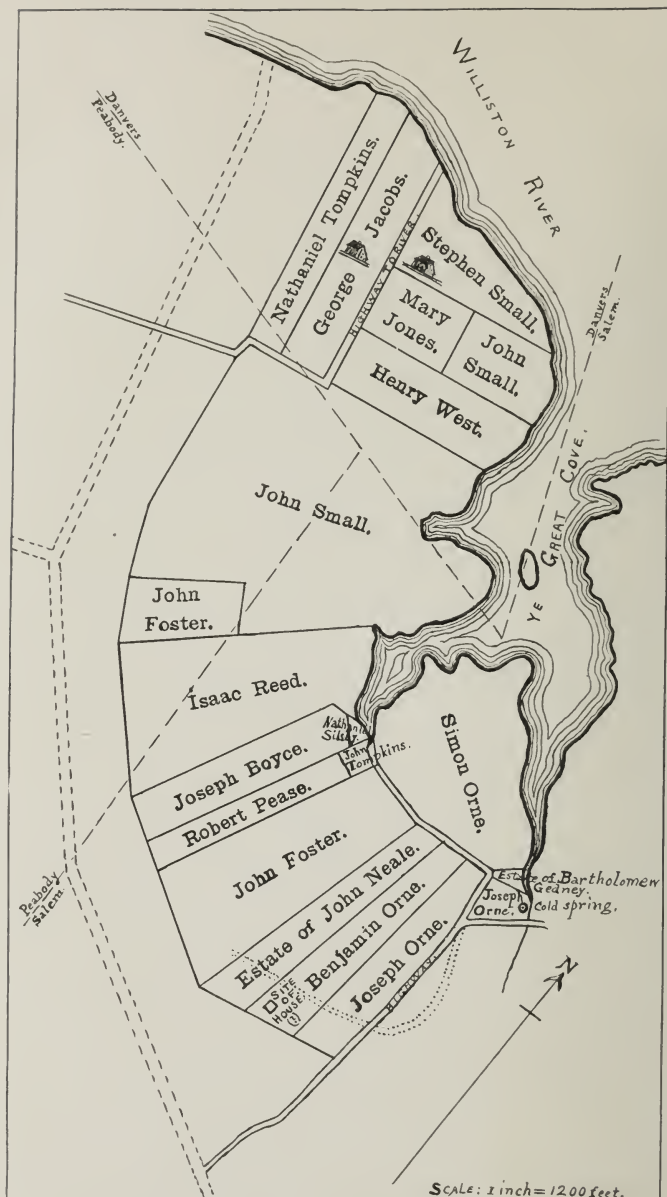 WILLISTON RIVER
Danvers
Peabody.
Nathaniel Tompkins.
George Jacobs.
HIGHWAY TO RIVER.
Stephen Small.
Mary
Jones.
John
Small.
Henry West.
Danvers
Salem.
YE GREAT COVE.
John Small.
John
Foster.
Isaac Reed.
Nathaniel
Silsby.
Joseph Boyce.
John
Tompkins.
Robert Pease.
Simon Orne.
John Foster.
Peabody
Salem
Estate of Bartholomew
Gedney.
Joseph
Orne.
Cold spring.
Estate of John Neale.
Benjamin Orne.
SITE
OF
HOUSE
(?)
Joseph Orne.
HIGHWAY.
N
SCALE: 1 inch = 1200 feet.